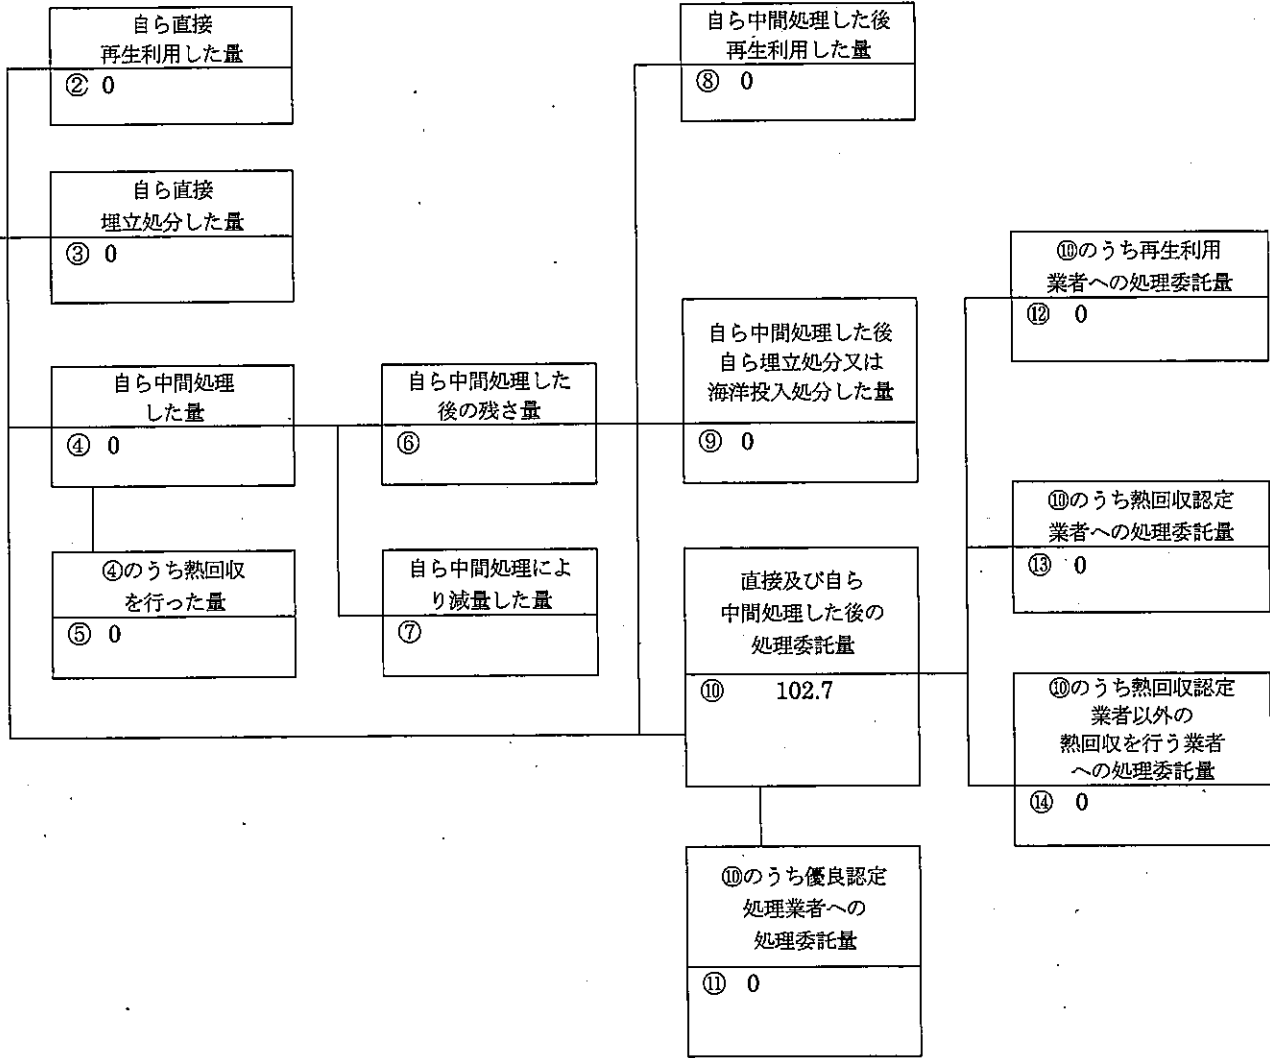 自ら直接
再生利用した量
② 0
自ら直接
埋立処分した量
③ 0
自ら中間処理
した量
④ 0
④のうち熱回収
を行った量
⑤ 0
自ら中間処理した
後の残さ量
⑥
自ら中間処理によ
り減量した量
⑦
自ら中間処理した後
再生利用した量
⑧ 0
自ら中間処理した後
自ら埋立処分又は
海洋投入処分した量
⑨ 0
直接及び自ら
中間処理した後の
処理委託量
⑩ 102.7
⑩のうち優良認定
処理業者への
処理委託量
⑪ 0
⑩のうち再生利用
業者への処理委託量
⑫ 0
⑩のうち熱回収認定
業者への処理委託量
⑬ 0
⑩のうち熱回収認定
業者以外の
熱回収を行う業者
への処理委託量
⑭ 0